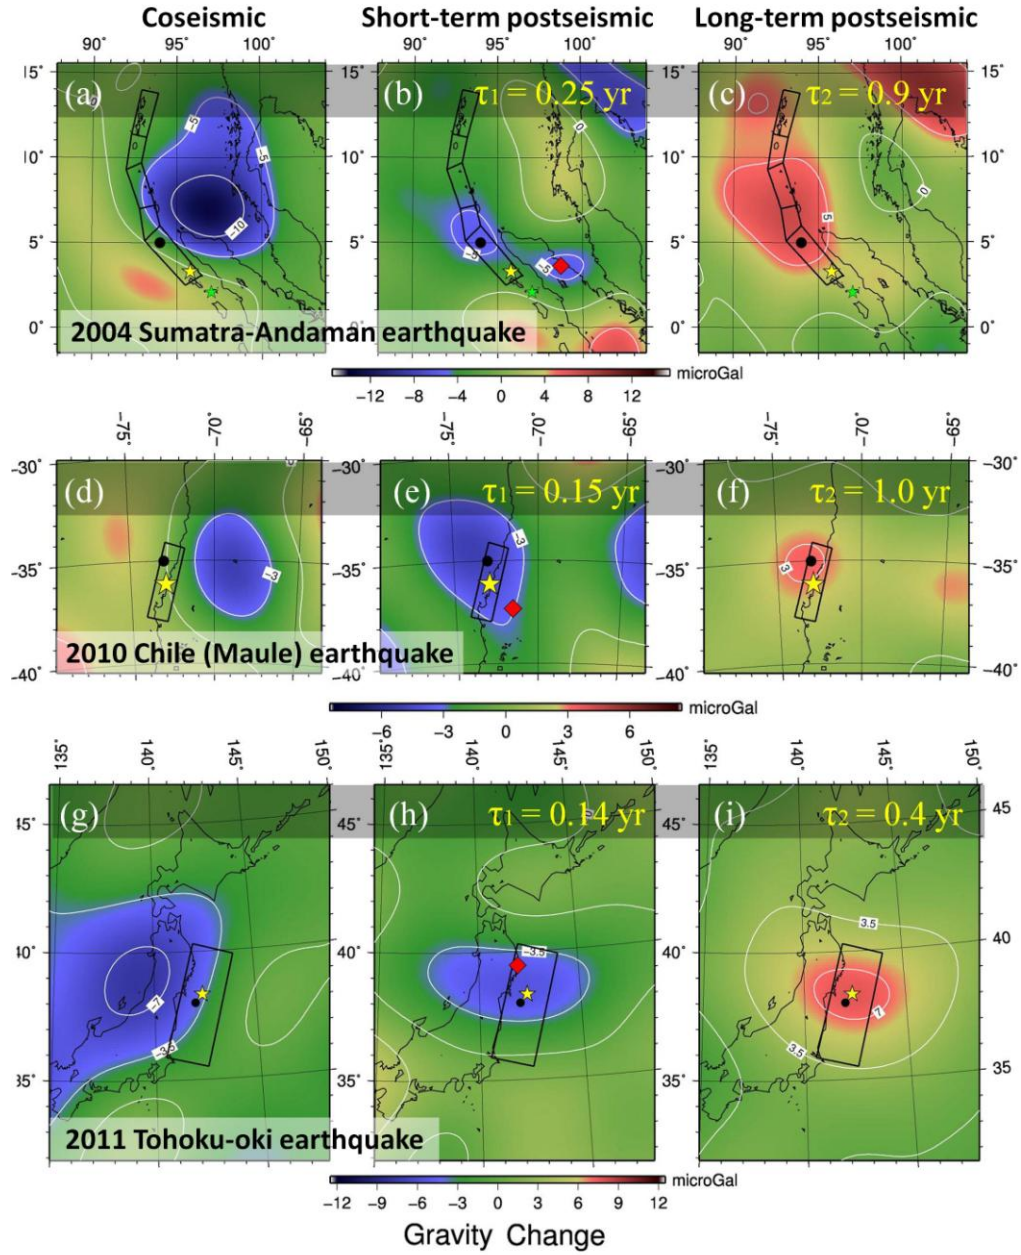 Coseismic Short-term postseismic Long-term postseismic
90° 95° 100° 90° 95° 100° 90° 95° 100°
15° (a) 0 -5 -5 -10 15° (b) τ₁ = 0.25 yr 0 -5 15° (c) τ₂ = 0.9 yr 0 5 15°
10° 10° 10° 10°
5° 5° 5° 5°
0° 0° 0° 0°
2004 Sumatra-Andaman earthquake
-12 -8 -4 0 4 8 12 microGal
-75° -70° -65° -75° -70° -65° -75° -70° -65°
-30° (d) -3 -30° (e) τ₁ = 0.15 yr -3 -30° (f) τ₂ = 1.0 yr 3 -30°
-35° -35° -35° -35°
-40° -40° -40° -40°
2010 Chile (Maule) earthquake
-6 -3 0 3 6 microGal
135° 140° 145° 150° 135° 140° 145° 150° 135° 140° 145° 150°
45° (g) 45° (h) τ₁ = 0.14 yr 45° (i) τ₂ = 0.4 yr 45
3.5
40° -7 40° -3.5 40° 7 40
-3.5 3.5
35° 35° 35° 35°
2011 Tohoku-oki earthquake
-12 -9 -6 -3 0 3 6 9 12 microGal
Gravity Change